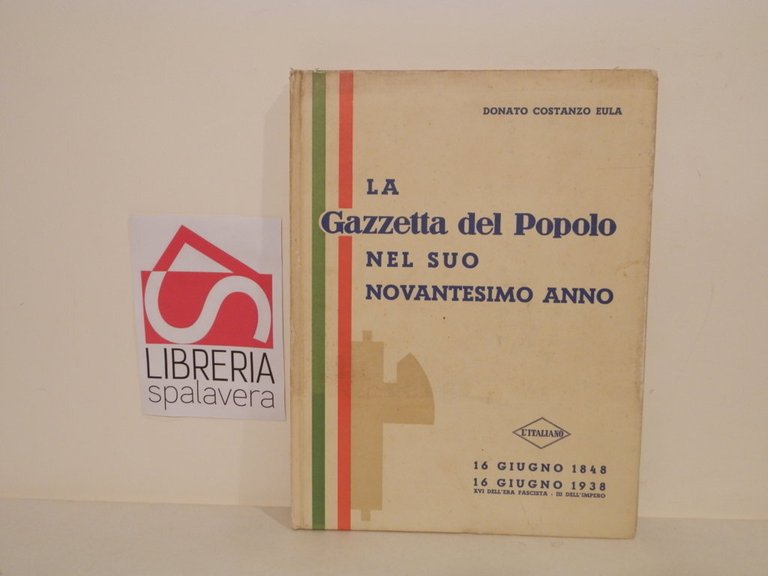 DONATO COSTANZO EULA
LA
Gazzetta del Popolo
NEL SUO
NOVANTESIMO ANNO
L'ITALIANO
16 GIUGNO 1848
16 GIUGNO 1938
XVI DELL'ERA FASCISTA - III DELL'IMPERO
LIBRERIA
spalavera